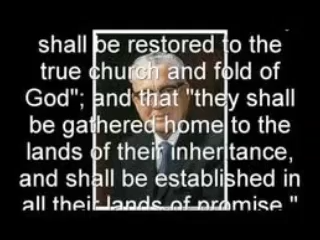 shall be restored to the
true church and fold of
God"; and that "they shall
be gathered home to the
lands of their inheritance,
and shall be established in
all their lands of promise."